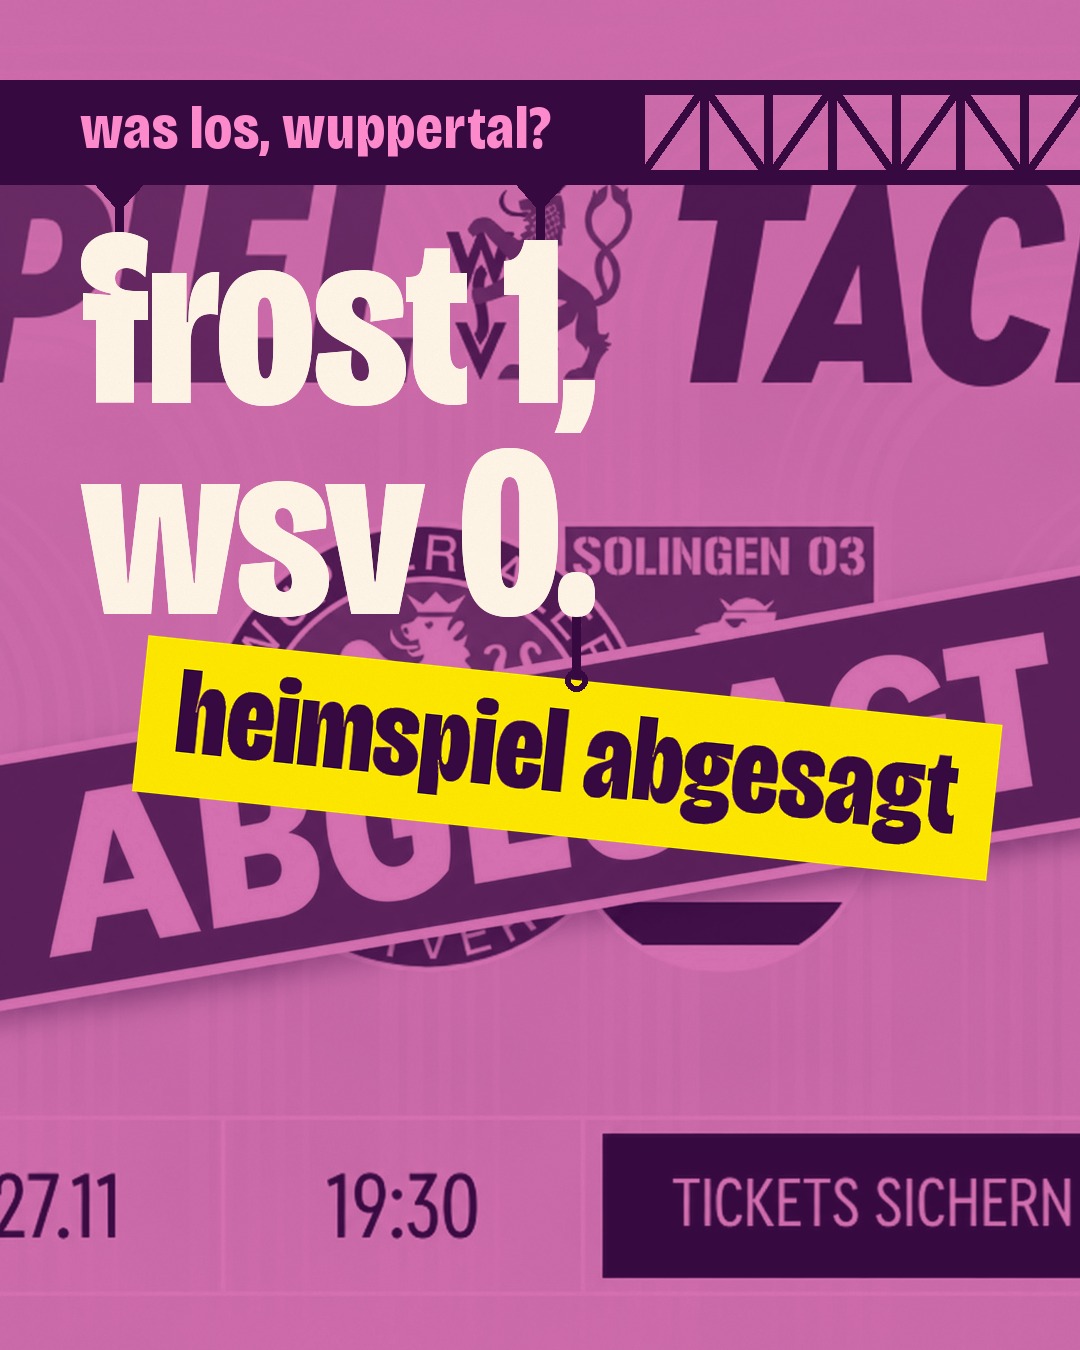 was los, wuppertal?
frost 1,
wsv 0.
SOLINGEN 03
heimspiel abgesagt
27.11
19:30
TICKETS SICHERN